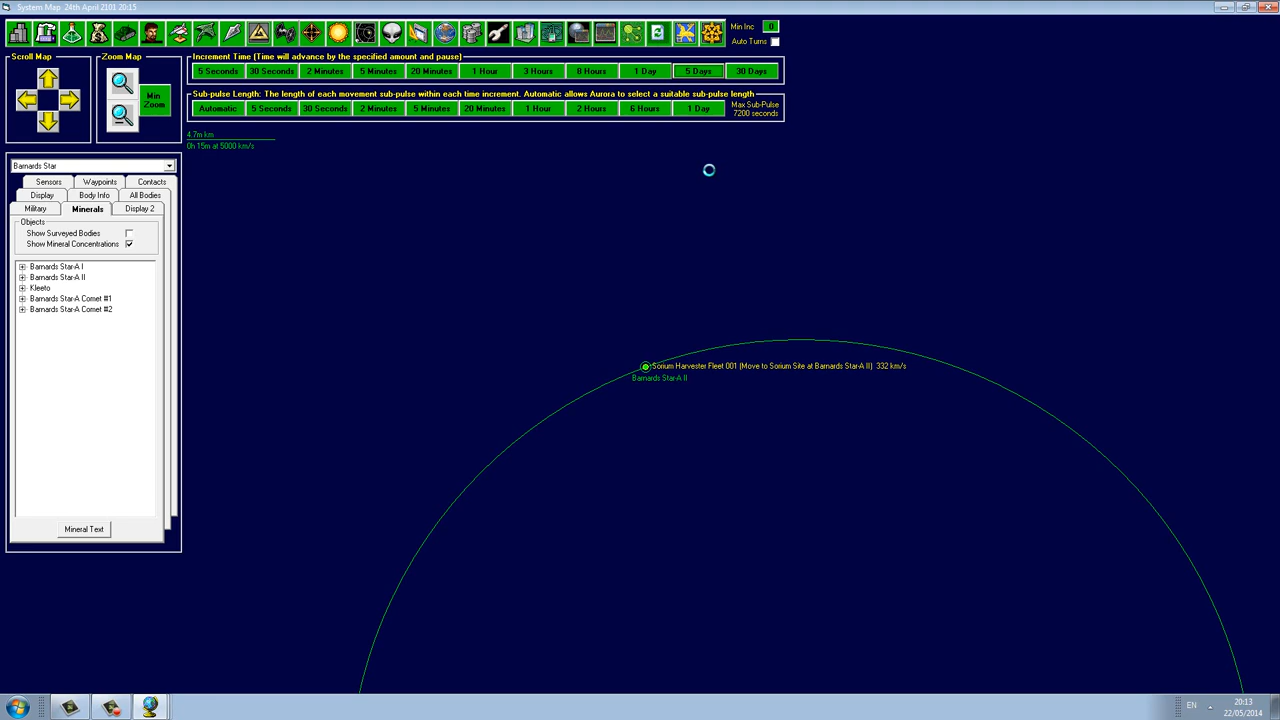 System Map  24th April 2101 20:15
Min Inc 0
Auto Turns
Scroll Map
Zoom Map
Min Zoom
Increment Time (Time will advance by the specified amount and pause)
5 Seconds 30 Seconds 2 Minutes 5 Minutes 20 Minutes 1 Hour 3 Hours 8 Hours 1 Day 5 Days 30 Days
Sub-pulse Length: The length of each movement sub-pulse within each time increment. Automatic allows Aurora to select a suitable sub-pulse length
Automatic 5 Seconds 30 Seconds 2 Minutes 5 Minutes 20 Minutes 1 Hour 2 Hours 6 Hours 1 Day
Max Sub-Pulse
7200 seconds
4.7m km
0h 15m at 5000 km/s
Barnards Star
Sensors Waypoints Contacts
Display Body Info All Bodies
Military Minerals Display 2
Objects
Show Surveyed Bodies
Show Mineral Concentrations
Barnards Star-A I
Barnards Star-A II
Kleeto
Barnards Star-A Comet #1
Barnards Star-A Comet #2
Mineral Text
Sorium Harvester Fleet 001 (Move to Sorium Site at Barnards Star-A II)  332 km/s
Barnards Star-A II
EN
20:13
22/05/2014